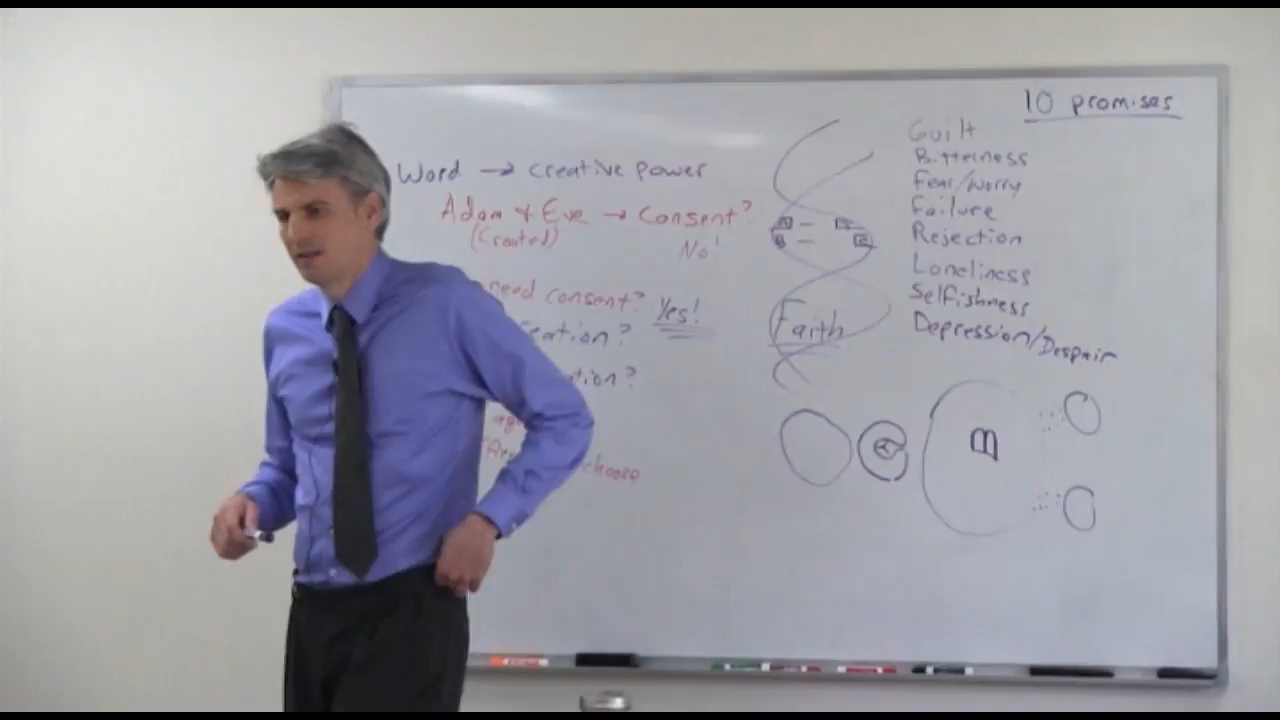 10 promises
Word → creative power
Adam & Eve → Consent?
(Created)
No!
need consent?
Yes!
Guilt
Bitterness
Fear/Worry
Failure
Rejection
Loneliness
Selfishness
Depression/Despair
Faith
choose